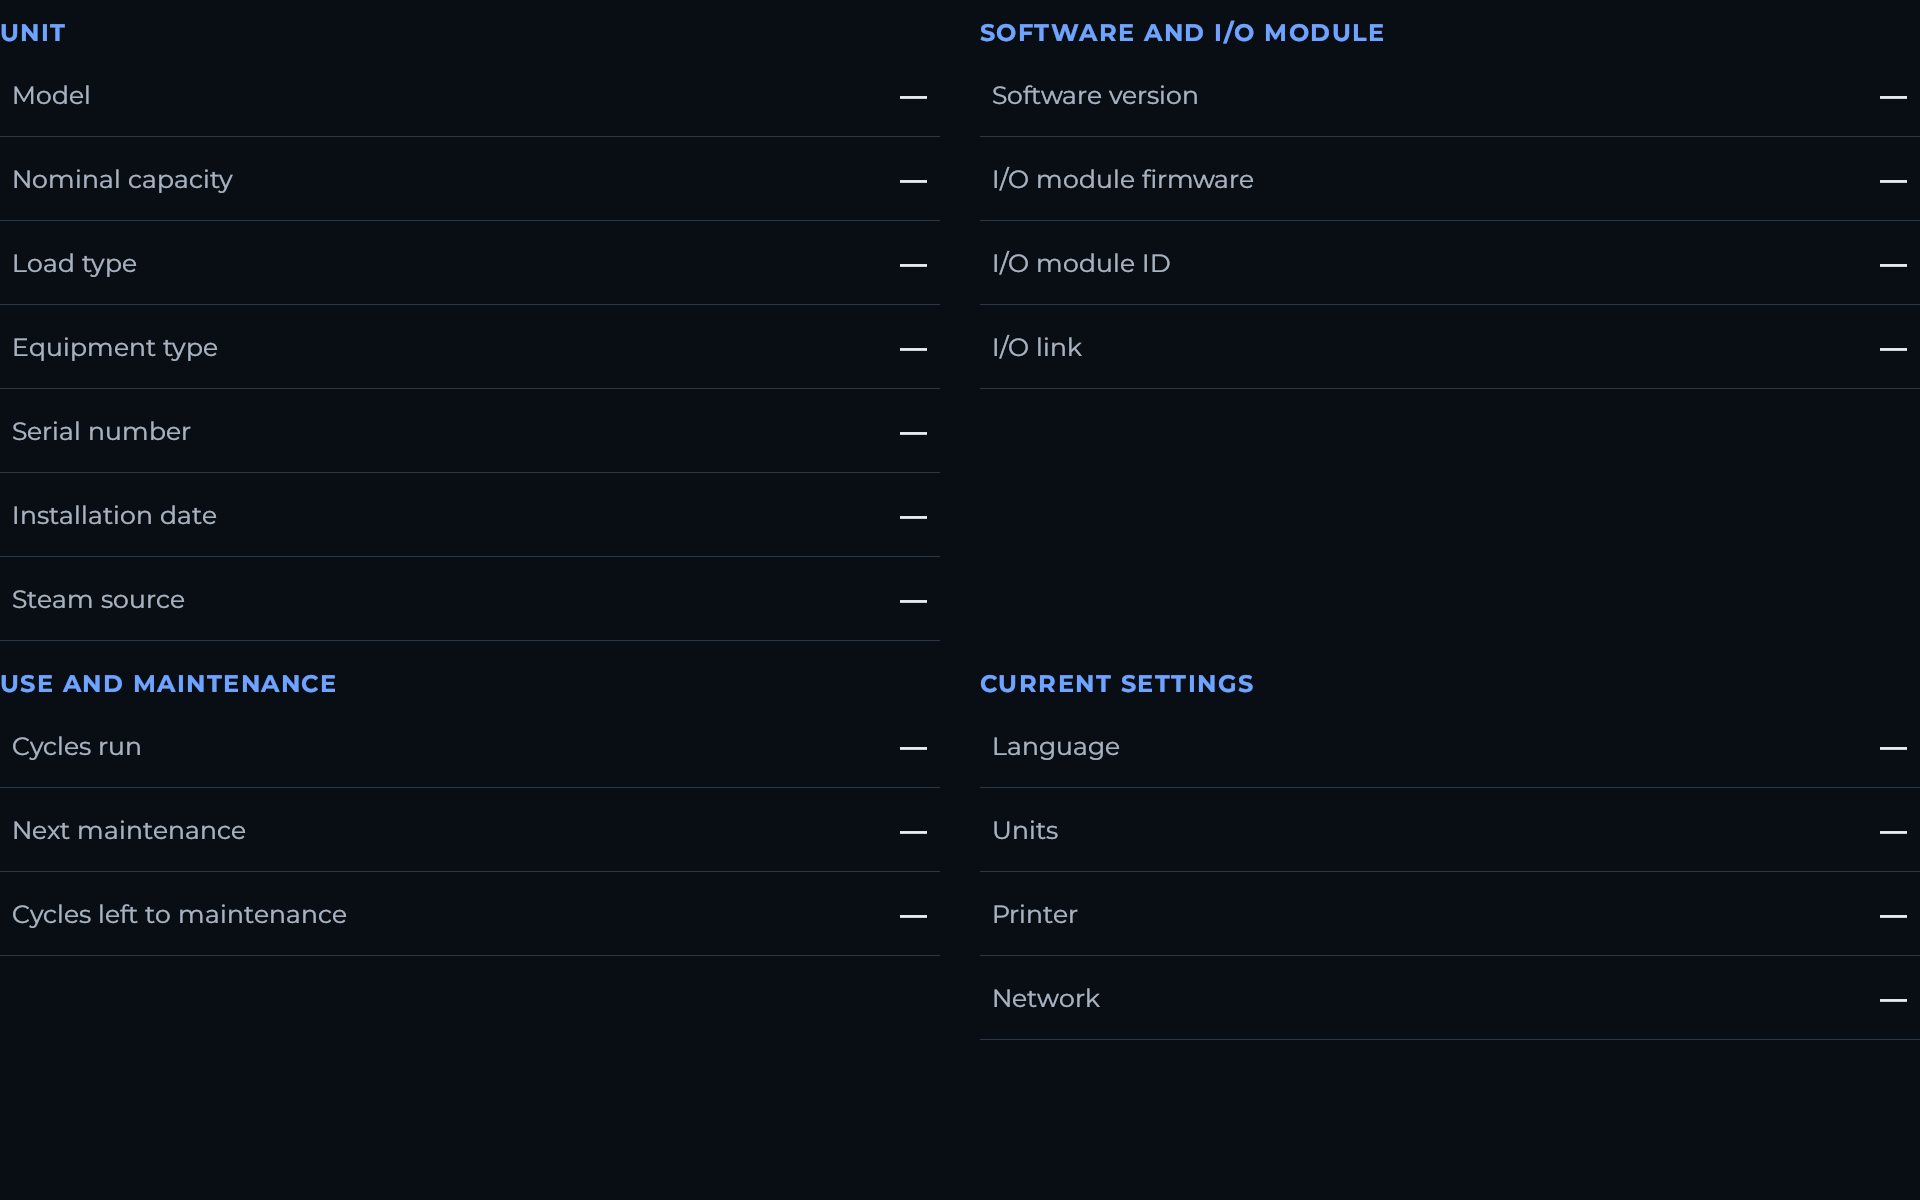 UNIT
Model —
Nominal capacity —
Load type —
Equipment type —
Serial number —
Installation date —
Steam source —
SOFTWARE AND I/O MODULE
Software version —
I/O module firmware —
I/O module ID —
I/O link —
USE AND MAINTENANCE
Cycles run —
Next maintenance —
Cycles left to maintenance —
CURRENT SETTINGS
Language —
Units —
Printer —
Network —